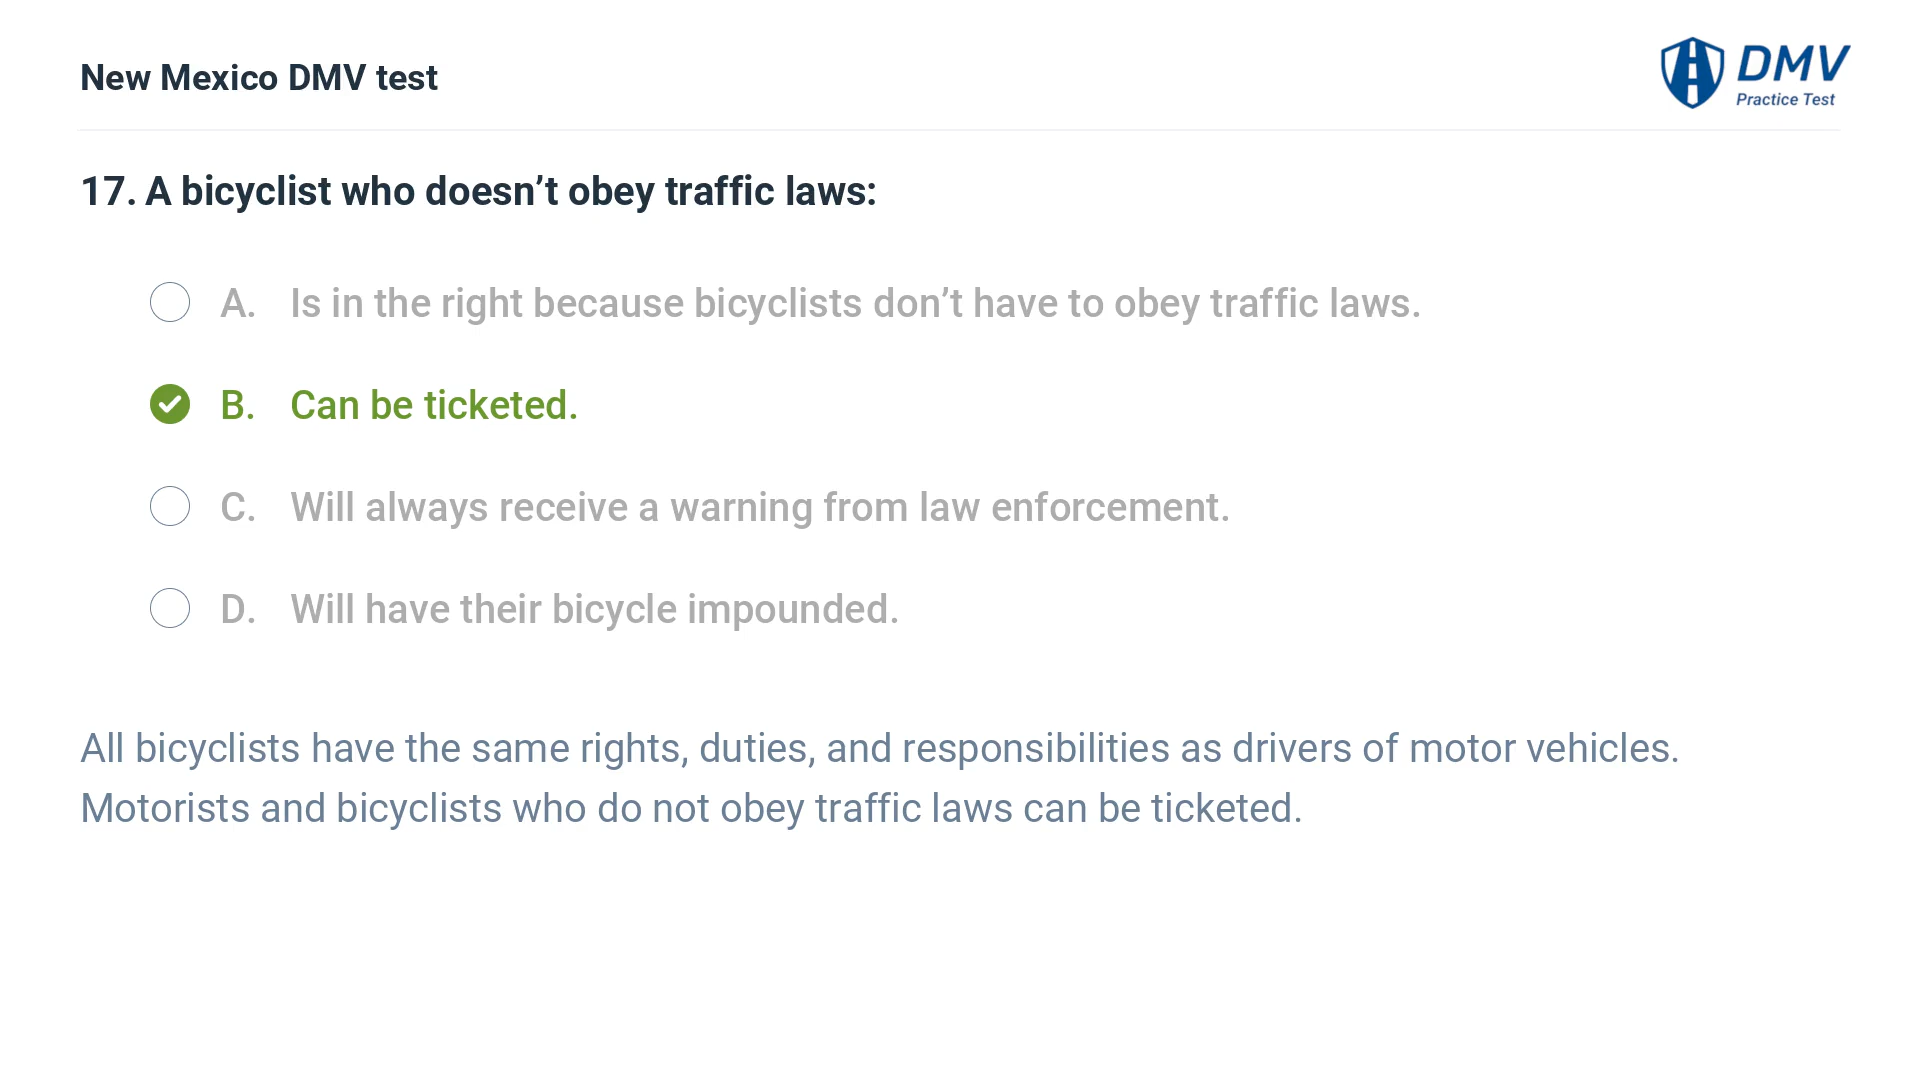 New Mexico DMV test
DMV
Practice Test
17. A bicyclist who doesn’t obey traffic laws:
A. Is in the right because bicyclists don’t have to obey traffic laws.
B. Can be ticketed.
C. Will always receive a warning from law enforcement.
D. Will have their bicycle impounded.
All bicyclists have the same rights, duties, and responsibilities as drivers of motor vehicles.
Motorists and bicyclists who do not obey traffic laws can be ticketed.